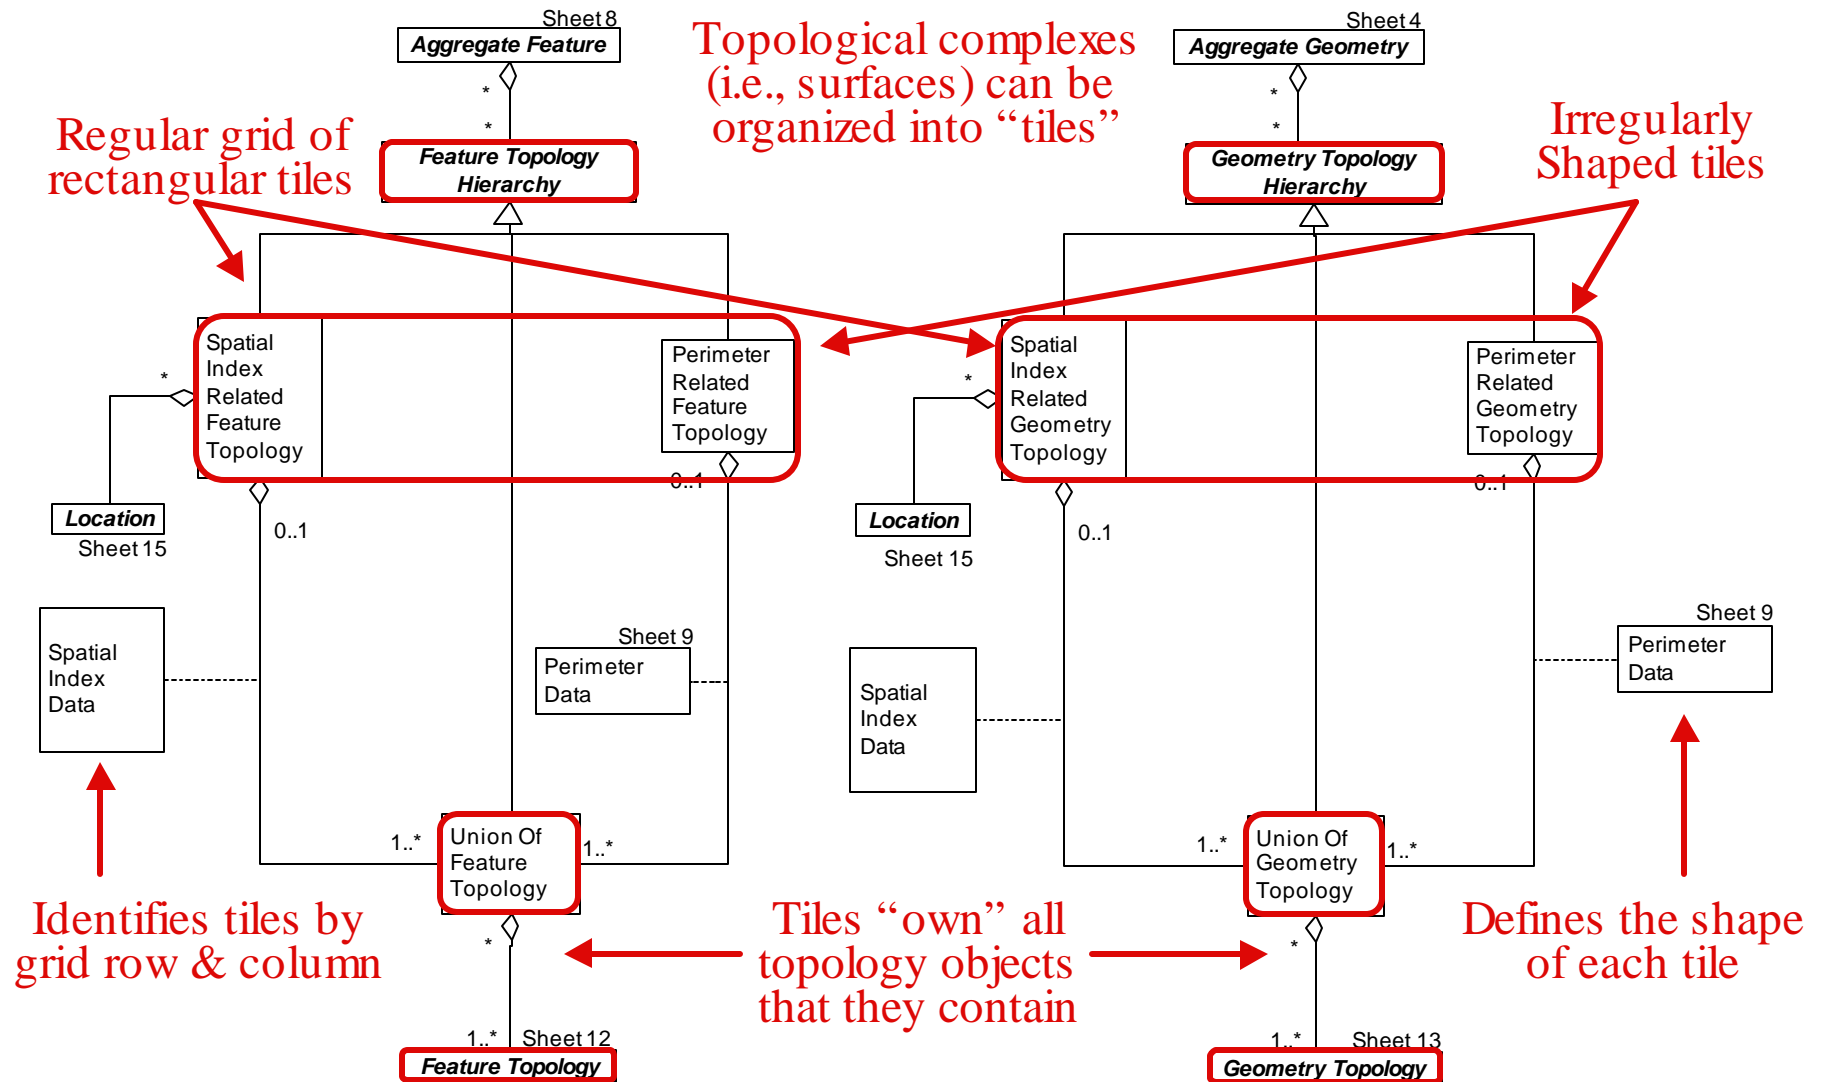 Sheet 8
Aggregate Feature
*
*
Feature Topology
Hierarchy
Topological complexes
(i.e., surfaces) can be
organized into “tiles”
Sheet 4
Aggregate Geometry
*
*
Geometry Topology
Hierarchy
Regular grid of
rectangular tiles
Irregularly
Shaped tiles
Spatial
Index
Related
Feature
Topology
*
0..1
Perimeter
Related
Feature
Topology
0..1
Location
Sheet 15
Spatial
Index
Related
Geometry
Topology
*
0..1
Perimeter
Related
Geometry
Topology
0..1
Location
Sheet 15
Spatial
Index
Data
Sheet 9
Perimeter
Data
Spatial
Index
Data
Sheet 9
Perimeter
Data
1..*
Union Of
Feature
Topology
1..*
*
1..*
Union Of
Geometry
Topology
1..*
*
Identifies tiles by
grid row & column
Tiles “own” all
topology objects
that they contain
Defines the shape
of each tile
1..*
Sheet 12
Feature Topology
1..*
Sheet 13
Geometry Topology